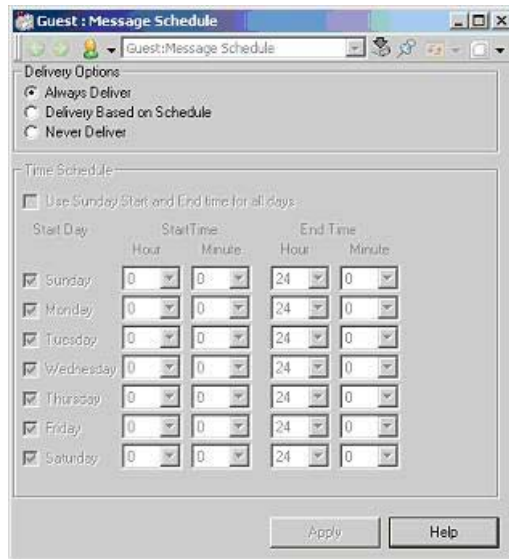 Guest : Message Schedule
Guest:Message Schedule
Delivery Options
Always Deliver
Delivery Based on Schedule
Never Deliver
Time Schedule
Use Sunday Start and End time for all days
Start Day StartTime End Time
Hour Minute Hour Minute
Sunday 0 0 24 0
Monday 0 0 24 0
Tuesday 0 0 24 0
Wednesday 0 0 24 0
Thursday 0 0 24 0
Friday 0 0 24 0
Saturday 0 0 24 0
Apply Help